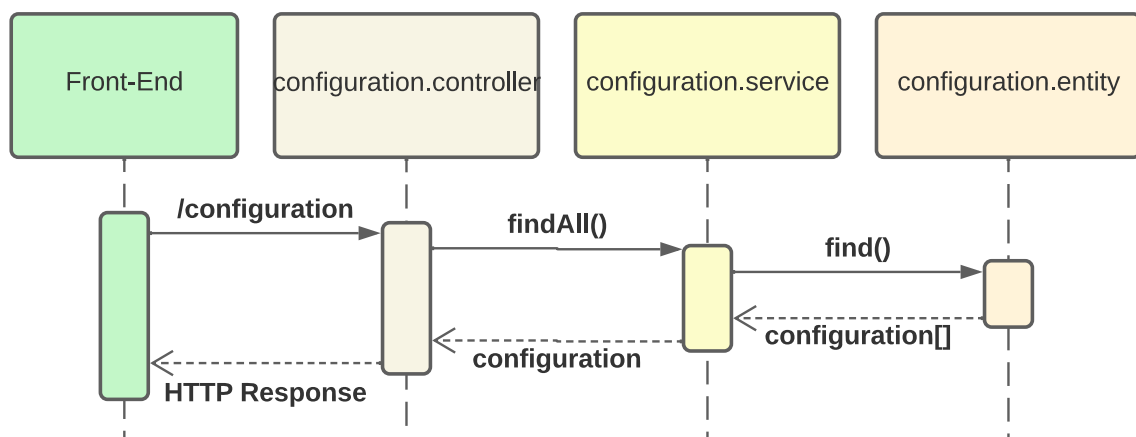 Front-End
configuration.controller
configuration.service
configuration.entity
/configuration
findAll()
find()
configuration[]
configuration
HTTP Response